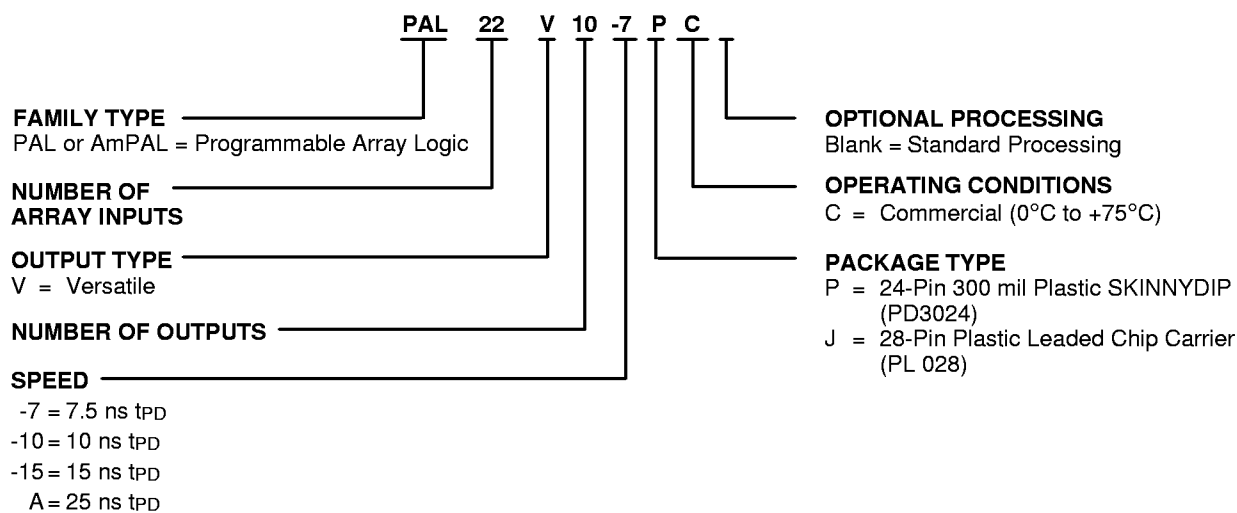 PAL 22 V 10 -7 P C
FAMILY TYPE
PAL or AmPAL = Programmable Array Logic
NUMBER OF
ARRAY INPUTS
OUTPUT TYPE
V = Versatile
NUMBER OF OUTPUTS
SPEED
-7 = 7.5 ns tPD
-10 = 10 ns tPD
-15 = 15 ns tPD
A = 25 ns tPD
OPTIONAL PROCESSING
Blank = Standard Processing
OPERATING CONDITIONS
C = Commercial (0°C to +75°C)
PACKAGE TYPE
P = 24-Pin 300 mil Plastic SKINNYDIP
(PD3024)
J = 28-Pin Plastic Leaded Chip Carrier
(PL 028)